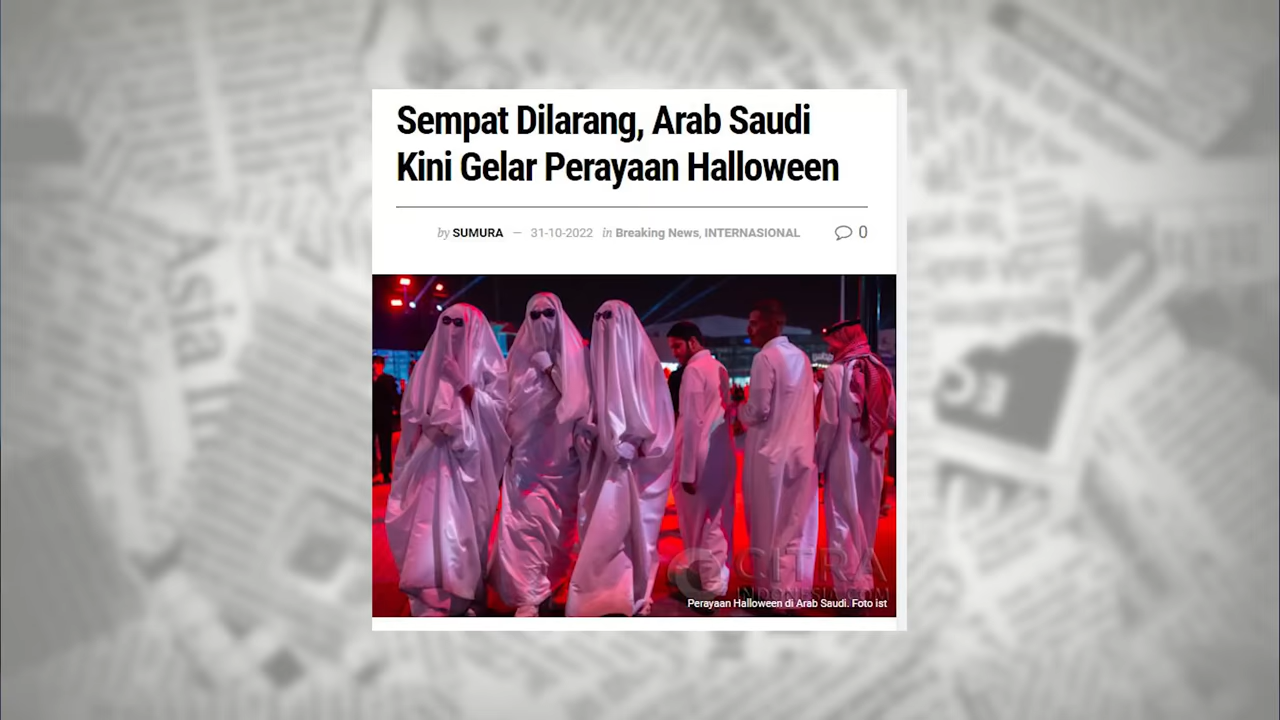 Sempat Dilarang, Arab Saudi
Kini Gelar Perayaan Halloween
by SUMURA — 31-10-2022 in Breaking News, INTERNASIONAL 0
CITRA
INDONESIA.COM
Perayaan Halloween di Arab Saudi. Foto ist